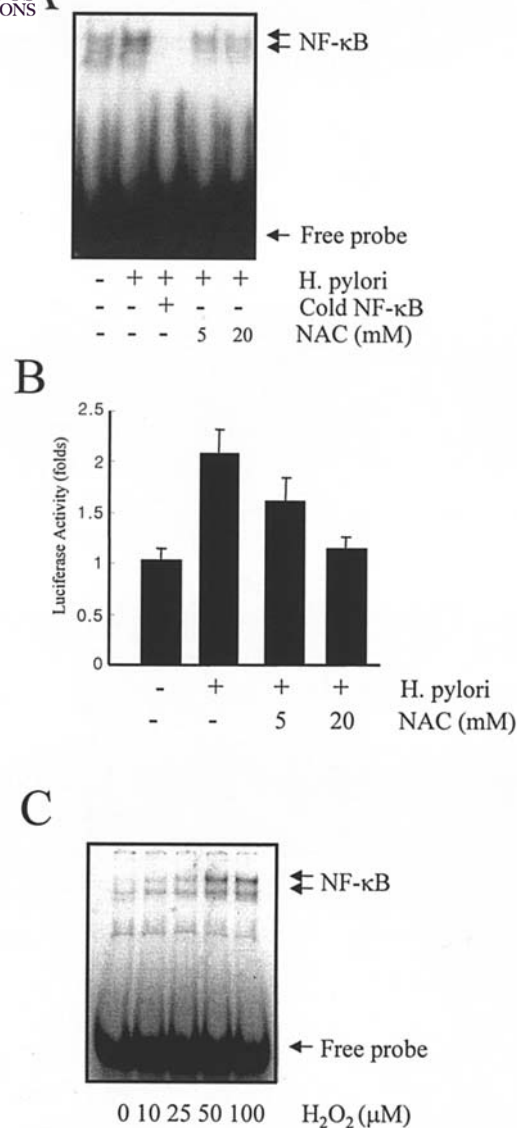 ONS
NF-κB
Free probe
- + + + + H. pylori
- - + - - Cold NF-κB
- - - 5 20 NAC (mM)
B
Luciferase Activity (folds)
2.5
2
1.5
1
0.5
0
- + + + H. pylori
- - 5 20 NAC (mM)
C
NF-κB
Free probe
0 10 25 50 100 H₂O₂ (μM)